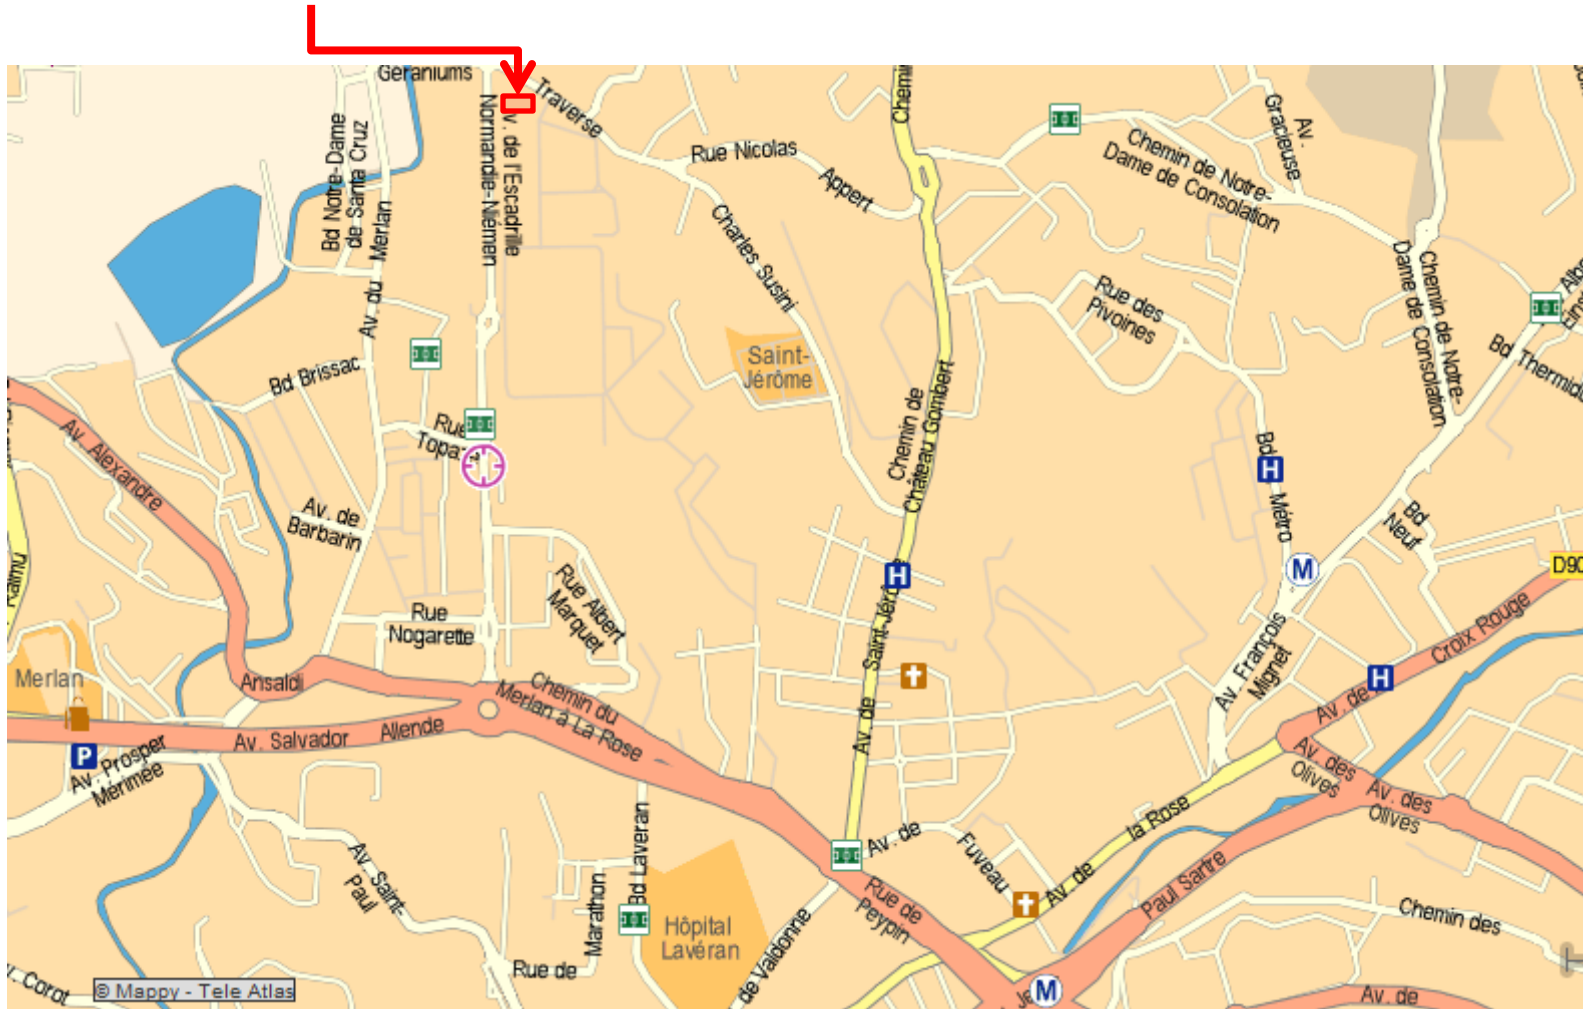 Geraniums
Traverse
Normandie-Niémen
Av. de l'Escadrille
Bd Notre-Dame
de Santa Cruz
Av. du Merlan
Rue Nicolas
Appert
Charles Susini
Chemin
Chemin de Notre-
Dame de Consolation
Av.
Gracieuse
Chemin de Notre-
Dame de Consolation
Rue des
Pivoines
Bd Thermid
Bd Brissac
Saint-
Jérôme
Chemin de
Château Gombert
Rue
Topa
Av. Alexandre
Av. de
Barbarin
Bd Métro
H
Bd
Neuf
M
D90
Rue Albert
Marquet
H
Rue
Nogarette
Av. de Saint-Jérôme
Av. François
Mignet
Croix Rouge
Merlan
Ansaldi
Chemin du
Merlan à La Rose
H
Av. de
Av. Salvador
Allende
P
Av. Prosper
Mérimée
Av. des
Olives
Av. des
Olives
la Rose
Av. de
Fuveau
Bd Laveran
Av. Saint-
Paul
Marathon
Rue de
Peypin
Av. de
Paul Sartre
Chemin des
Hôpital
Lavéran
de Valdonne
Rue de
Corot
© Mappy - Tele Atlas
Je
M
Av. de